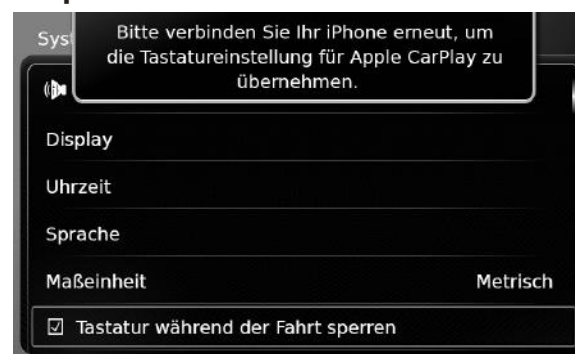 Bitte verbinden Sie Ihr iPhone erneut, um
die Tastatureinstellung für Apple CarPlay zu
übernehmen.
Display
Uhrzeit
Sprache
Maßeinheit Metrisch
Tastatur während der Fahrt sperren